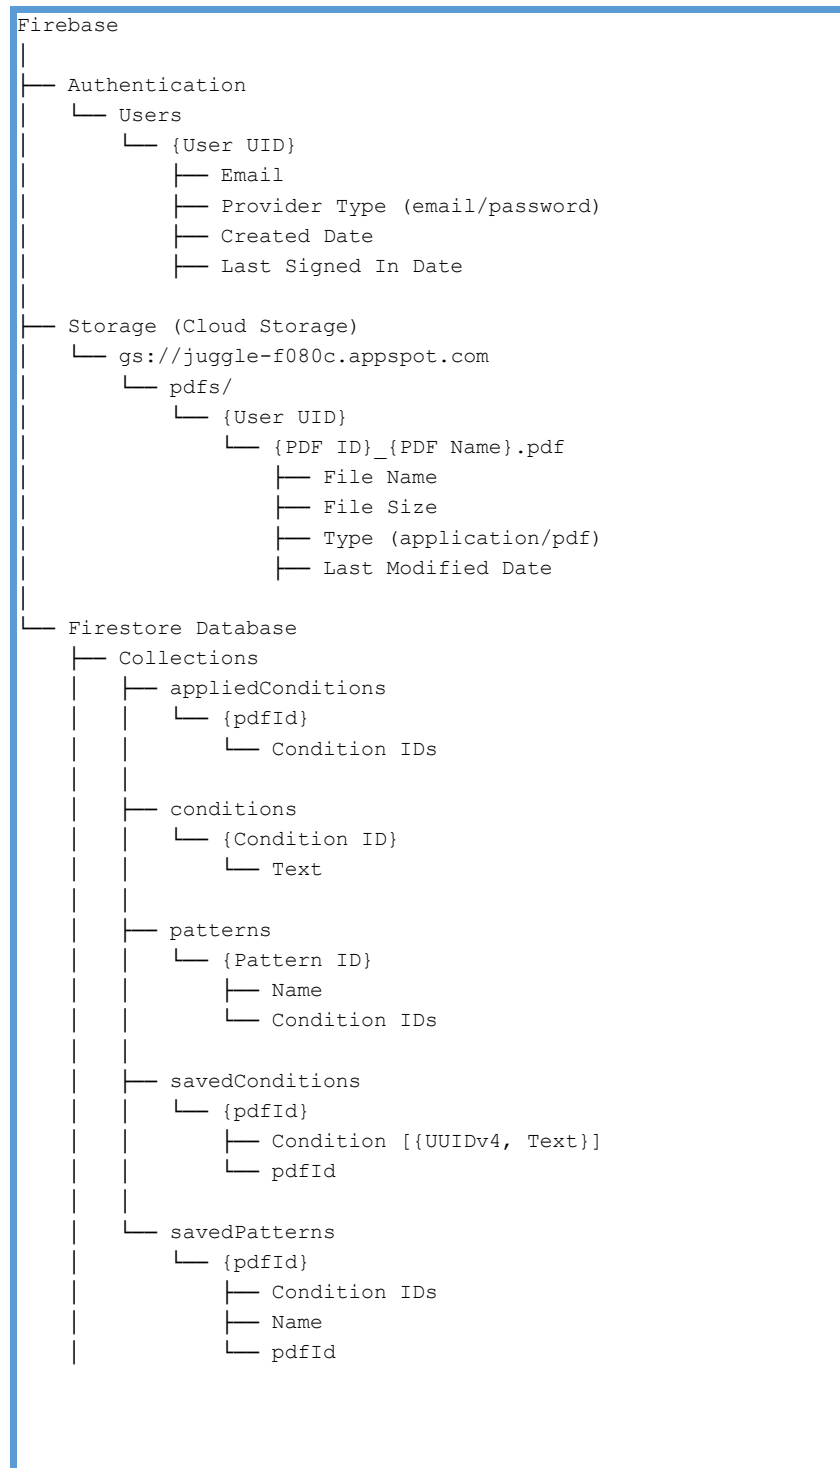 Firebase
│
├── Authentication
│   └── Users
│       └── {User UID}
│           ├── Email
│           ├── Provider Type (email/password)
│           ├── Created Date
│           ├── Last Signed In Date
│
├── Storage (Cloud Storage)
│   └── gs://juggle-f080c.appspot.com
│       └── pdfs/
│           └── {User UID}
│               └── {PDF ID}_{PDF Name}.pdf
│                   ├── File Name
│                   ├── File Size
│                   ├── Type (application/pdf)
│                   ├── Last Modified Date
│
└── Firestore Database
    ├── Collections
    │   ├── appliedConditions
    │   │   └── {pdfId}
    │   │       └── Condition IDs
    │   │
    │   ├── conditions
    │   │   └── {Condition ID}
    │   │       └── Text
    │   │
    │   ├── patterns
    │   │   └── {Pattern ID}
    │   │       ├── Name
    │   │       └── Condition IDs
    │   │
    │   ├── savedConditions
    │   │   └── {pdfId}
    │   │       ├── Condition [{UUIDv4, Text}]
    │   │       └── pdfId
    │   │
    │   └── savedPatterns
    │       └── {pdfId}
    │           ├── Condition IDs
    │           ├── Name
    │           └── pdfId